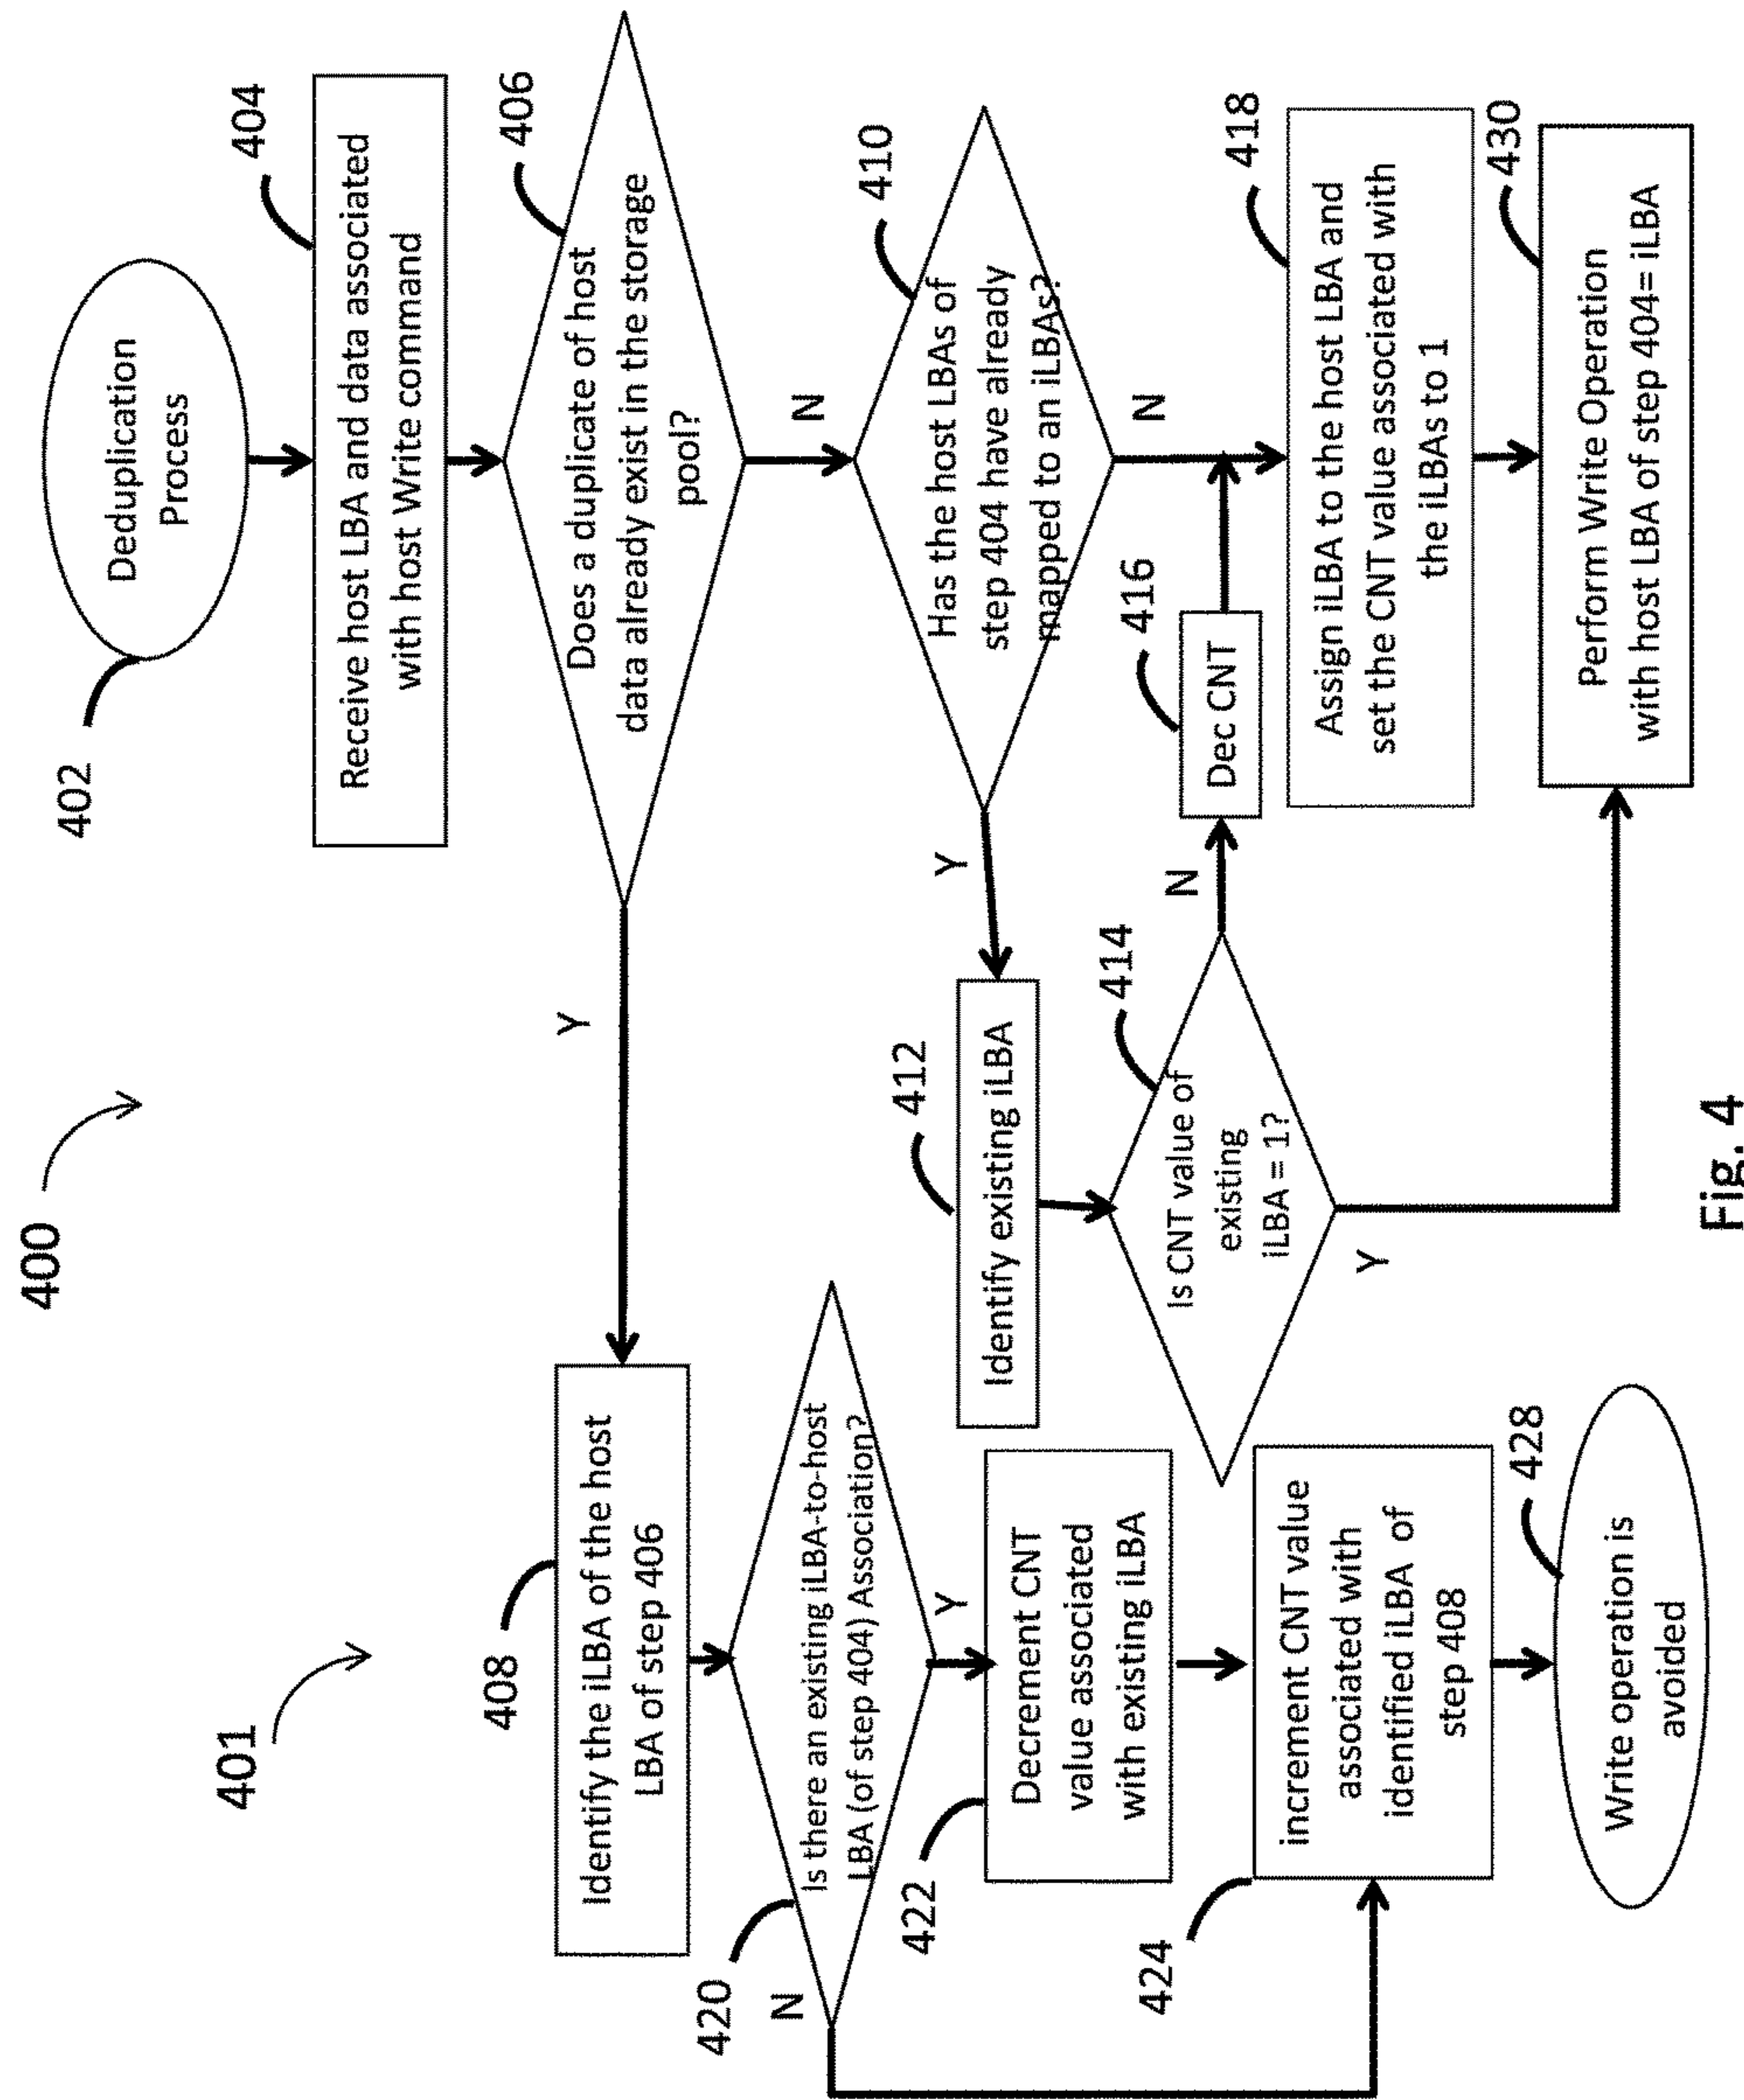 400
401
402
Deduplication
Process
404
Receive host LBA and data associated
with host Write command
406
Does a duplicate of host
data already exist in the storage
pool?
Y
N
408
Identify the iLBA of the host
LBA of step 406
410
Has the host LBAs of
step 404 have already
mapped to an iLBAs?
Y
N
420
Is there an existing iLBA-to-host
LBA (of step 404) Association?
N
Y
412
Identify existing iLBA
422
Decrement CNT
value associated
with existing iLBA
414
Is CNT value of
existing
iLBA = 1?
N
Y
416
Dec CNT
418
Assign iLBA to the host LBA and
set the CNT value associated with
the iLBAs to 1
424
increment CNT value
associated with
identified iLBA of
step 408
428
Write operation is
avoided
430
Perform Write Operation
with host LBA of step 404= iLBA
Fig. 4